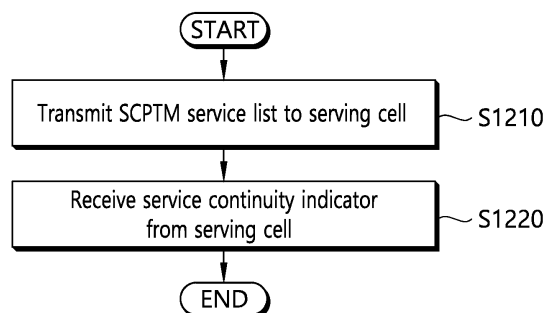 START
Transmit SCPTM service list to serving cell
S1210
Receive service continuity indicator
from serving cell
S1220
END